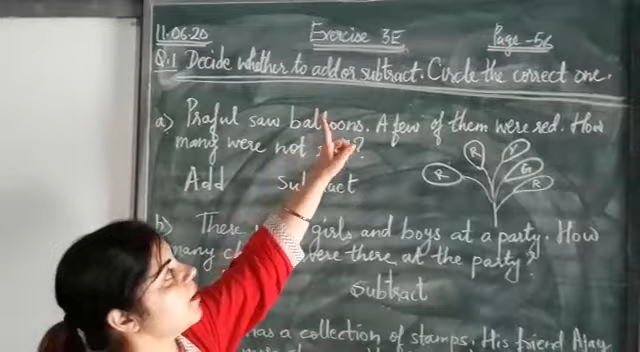 11.06.20 Exercise 3E Page -56
Q.1 Decide whether to add or subtract. Circle the correct one.
a) Praful saw balloons. A few of them were red. How
many were not ?
Add Subtract
R R Y G R
b) There girls and boys at a party. How
many were there at the party?
Subtract
has a collection of stamps. His friend Ajay